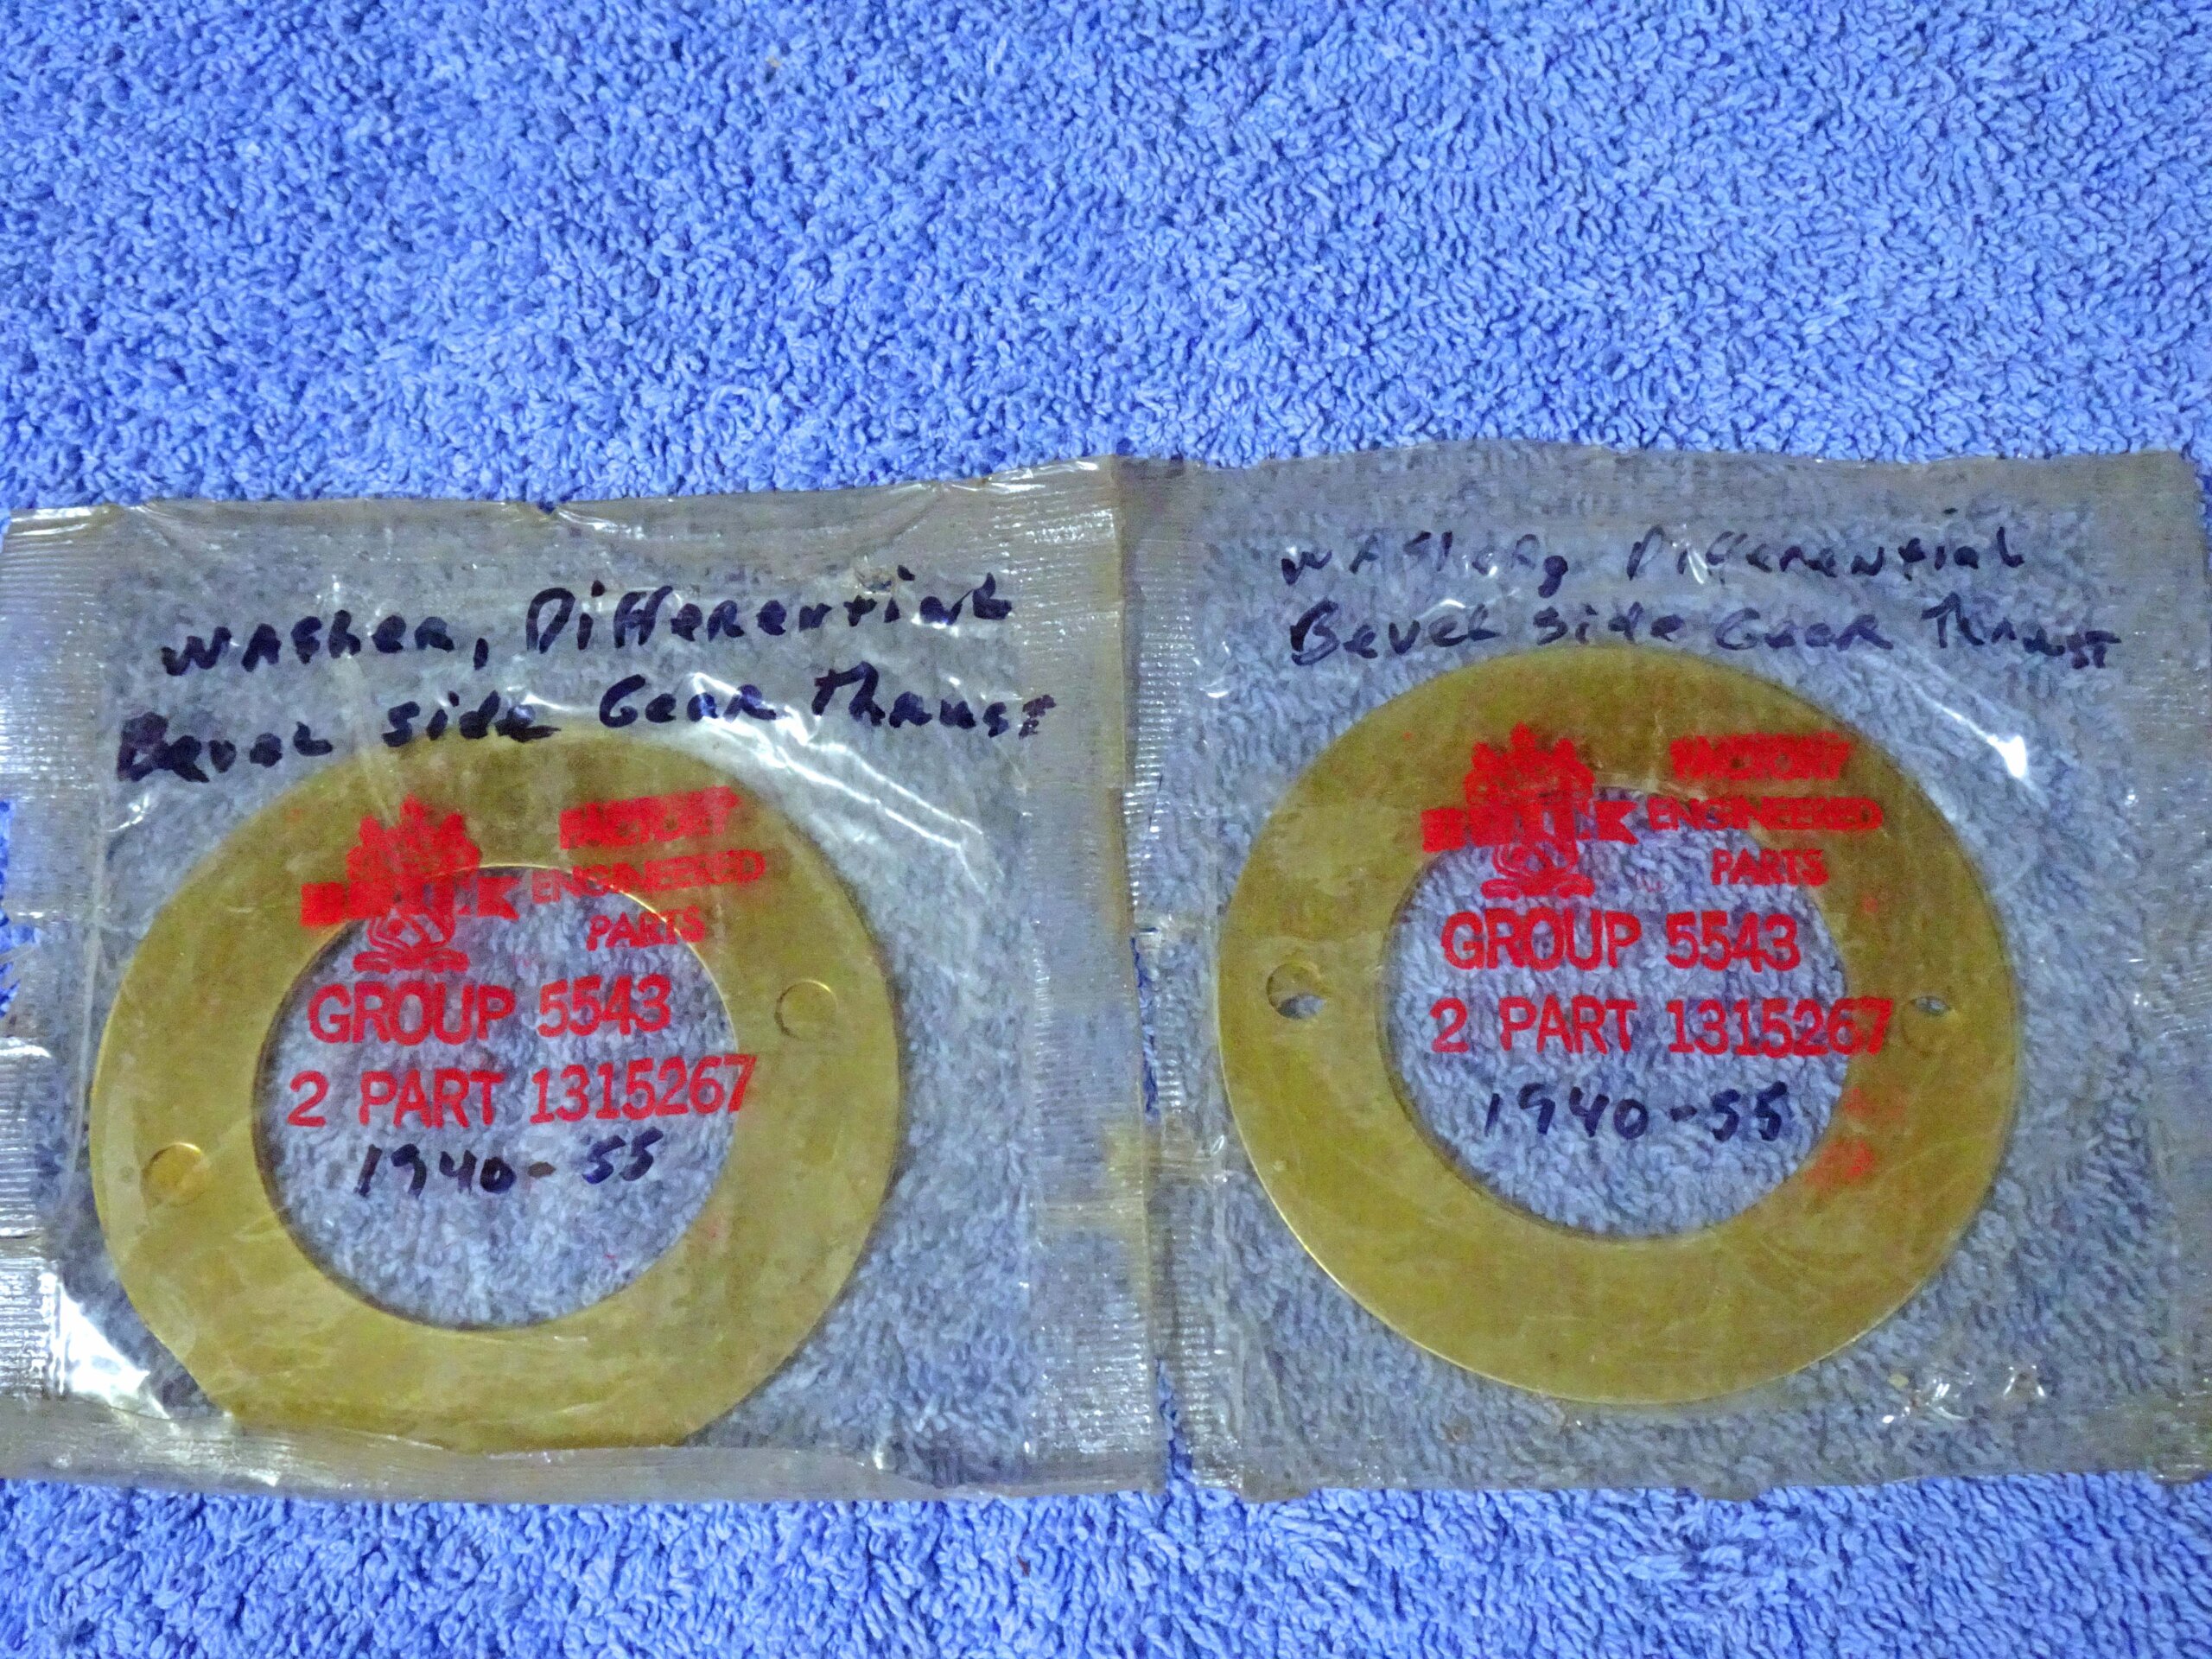 Washer, Differential
Bevel side Gear Thrust
FACTORY
ENGINEERED
PARTS
GROUP 5543
2 PART 1315267
1940-55
Washer, Differential
Bevel side Gear Thrust
FACTORY
ENGINEERED
PARTS
GROUP 5543
2 PART 1315267
1940-55